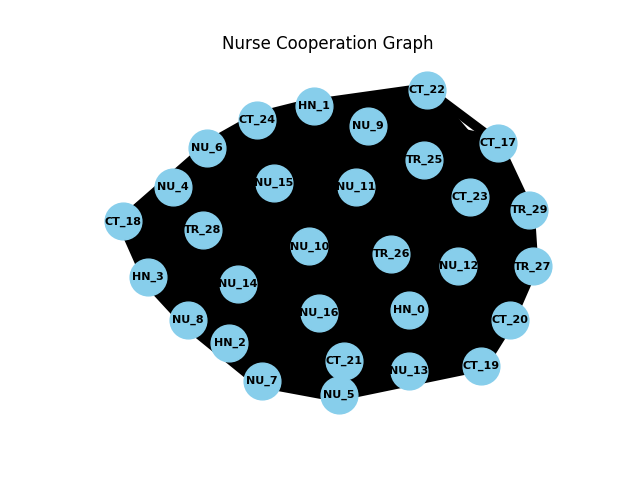 Nurse Cooperation Graph
CT_22
HN_1
CT_24
NU_9
CT_17
NU_6
TR_25
NU_15
NU_11
NU_4
CT_23
TR_29
CT_18
TR_28
NU_10
TR_26
NU_12
TR_27
HN_3
NU_14
HN_0
NU_16
NU_8
CT_20
HN_2
CT_21
CT_19
NU_13
NU_7
NU_5